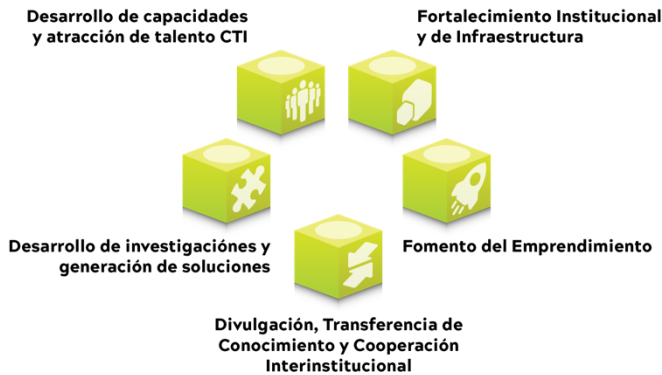 Desarrollo de capacidades
y atracción de talento CTI
Fortalecimiento Institucional
y de Infraestructura
Desarrollo de investigaciónes y
generación de soluciones
Fomento del Emprendimiento
Divulgación, Transferencia de
Conocimiento y Cooperación
Interinstitucional